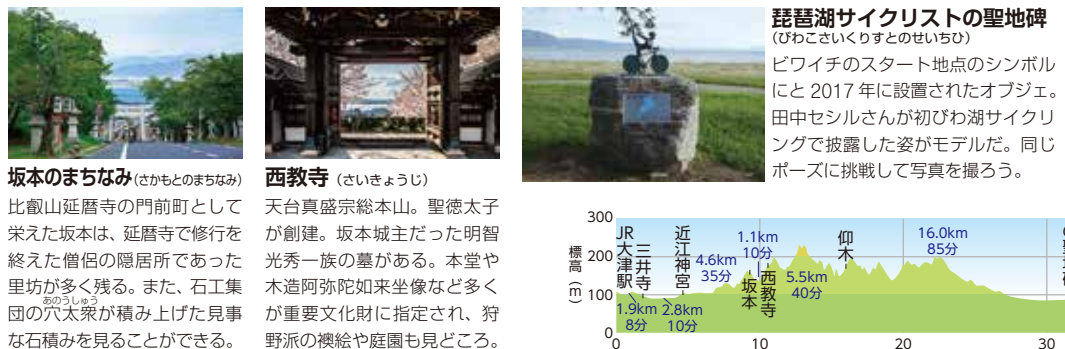 坂本のまちなみ(さかもとのまちなみ)
比叡山延暦寺の門前町として
栄えた坂本は、延暦寺で修行を
終えた僧侶の隠居所であった
里坊が多く残る。また、石工集
団の穴太衆が積み上げた見事
あのうしゅう
な石積みを見ることができる。
西教寺(さいきょうじ)
天台真盛宗総本山。聖徳太子
が創建。坂本城主だった明智
光秀一族の墓がある。本堂や
木造阿弥陀如来坐像など多く
が重要文化財に指定され、狩
野派の襖絵や庭園も見どころ。
琵琶湖サイクリストの聖地碑
(びわこさいくりすとのせいちひ)
ビワイチのスタート地点のシンボル
にと2017年に設置されたオブジェ。
田中セシルさんが初びわ湖サイクリ
ングで披露した姿がモデルだ。同じ
ポーズに挑戦して写真を撮ろう。
標高(m)
300
200
100
0
JR大津駅
1.9km
8分
三井寺
2.8km
10分
近江神宮
4.6km
35分
坂本
1.1km
10分
西教寺
5.5km
40分
仰木
16.0km
85分
0
10
20
30